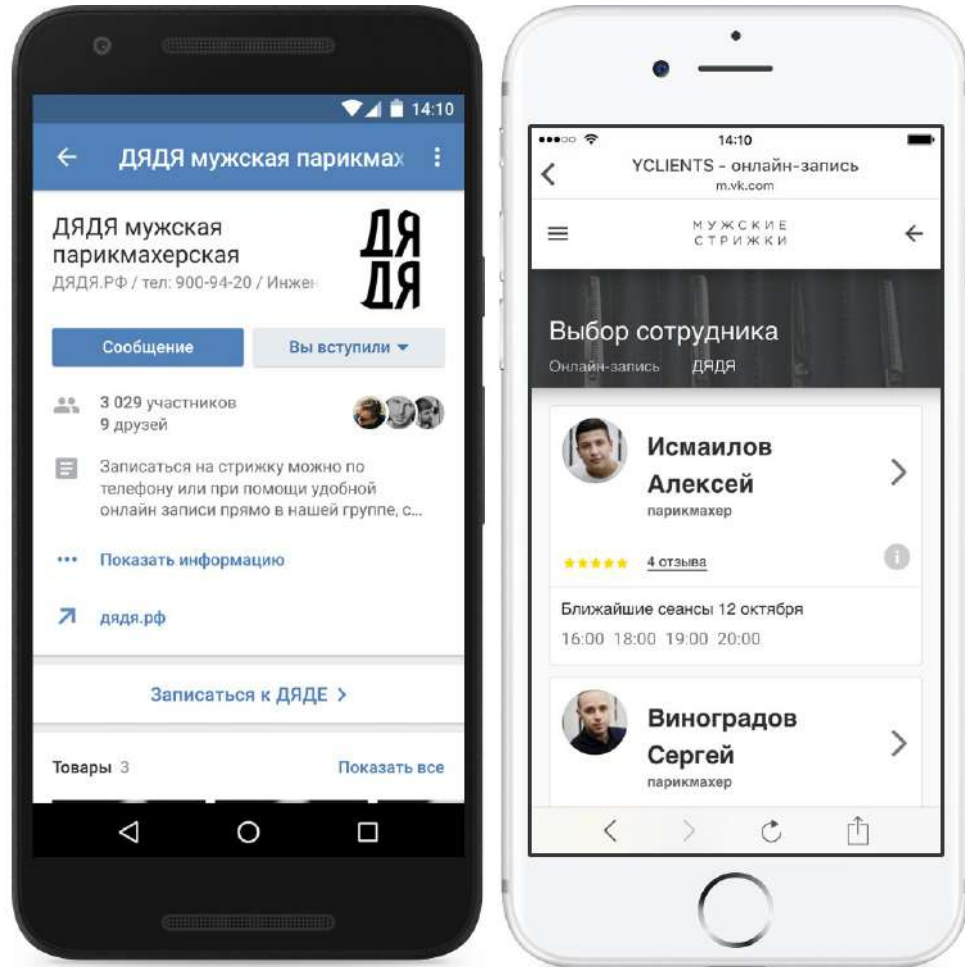 14:10
ДЯДЯ мужская парикмах
ДЯДЯ мужская
парикмахерская
ДЯДЯ.РФ / тел: 900-94-20 / Инжен
ДЯ
ДЯ
Сообщение
Вы вступили
3 029 участников
9 друзей
Записаться на стрижку можно по
телефону или при помощи удобной
онлайн записи прямо в нашей группе, с...
Показать информацию
дядя.рф
Записаться к ДЯДЕ
Товары 3
Показать все
14:10
YCLIENTS - онлайн-запись
m.vk.com
МУЖСКИЕ
СТРИЖКИ
Выбор сотрудника
Онлайн-запись ДЯДЯ
Исмаилов
Алексей
парикмахер
4 отзыва
Ближайшие сеансы 12 октября
16:00 18:00 19:00 20:00
Виноградов
Сергей
парикмахер